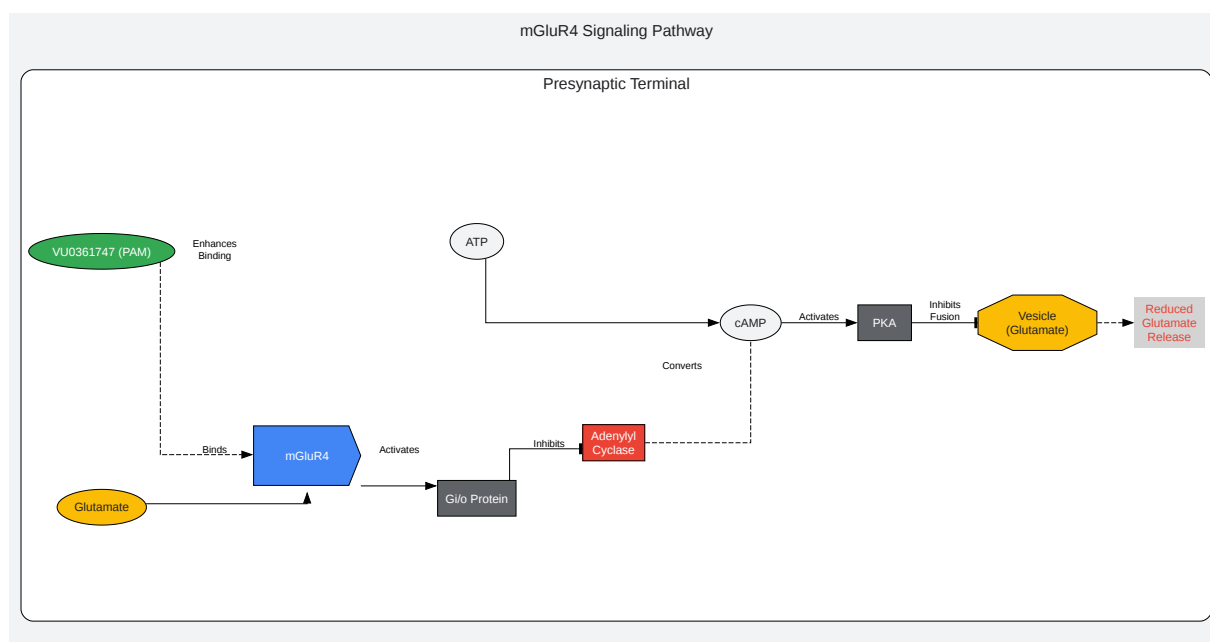 mGluR4 Signaling Pathway
Presynaptic Terminal
VU0361747 (PAM)
Enhances
Binding
ATP
cAMP
Activates
PKA
Inhibits
Fusion
Vesicle
(Glutamate)
Reduced
Glutamate
Release
Converts
Binds
mGluR4
Activates
Inhibits
Adenylyl
Cyclase
Gi/o Protein
Glutamate